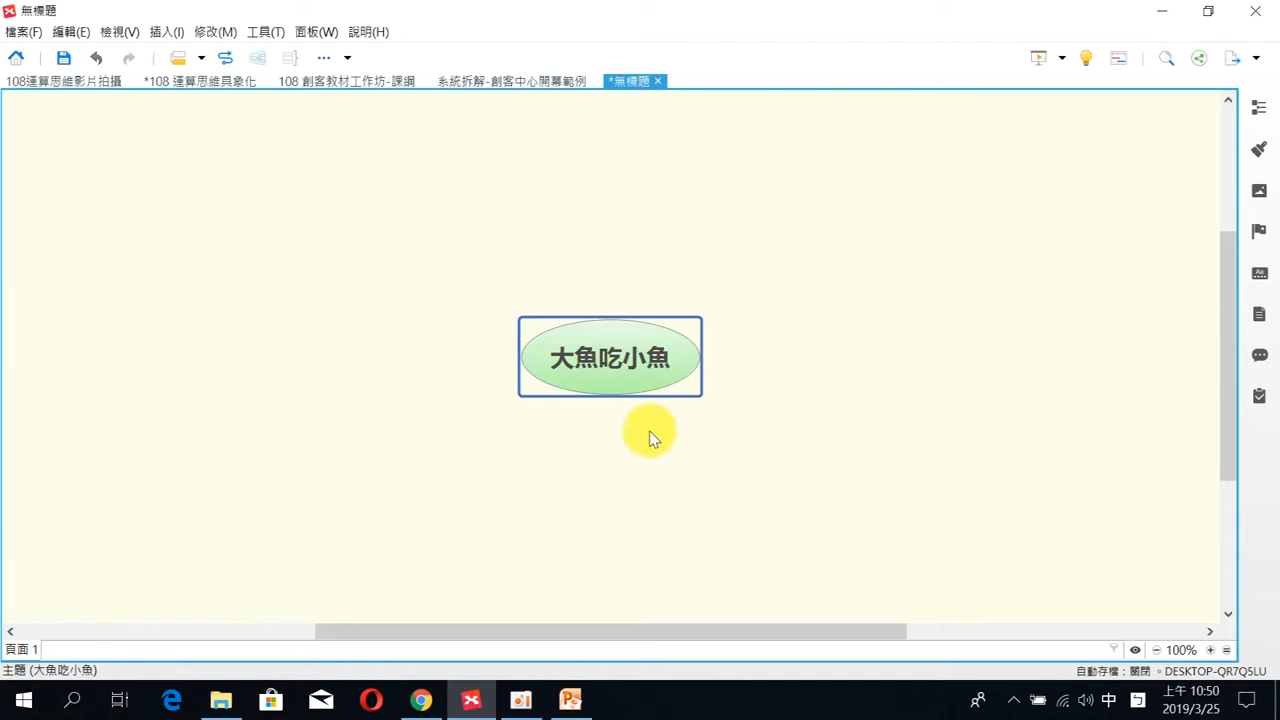 無標題
檔案(F) 編輯(E) 檢視(V) 插入(I) 修改(M) 工具(T) 面板(W) 說明(H)
108運算思維影片拍攝 *108 運算思維具象化 108 創客教材工作坊-課綱 系統拆解-創客中心開幕範例 *無標題
大魚吃小魚
頁面 1
100%
主題 (大魚吃小魚)
自動存檔：關閉 DESKTOP-QR7Q5LU
中
上午 10:50
2019/3/25